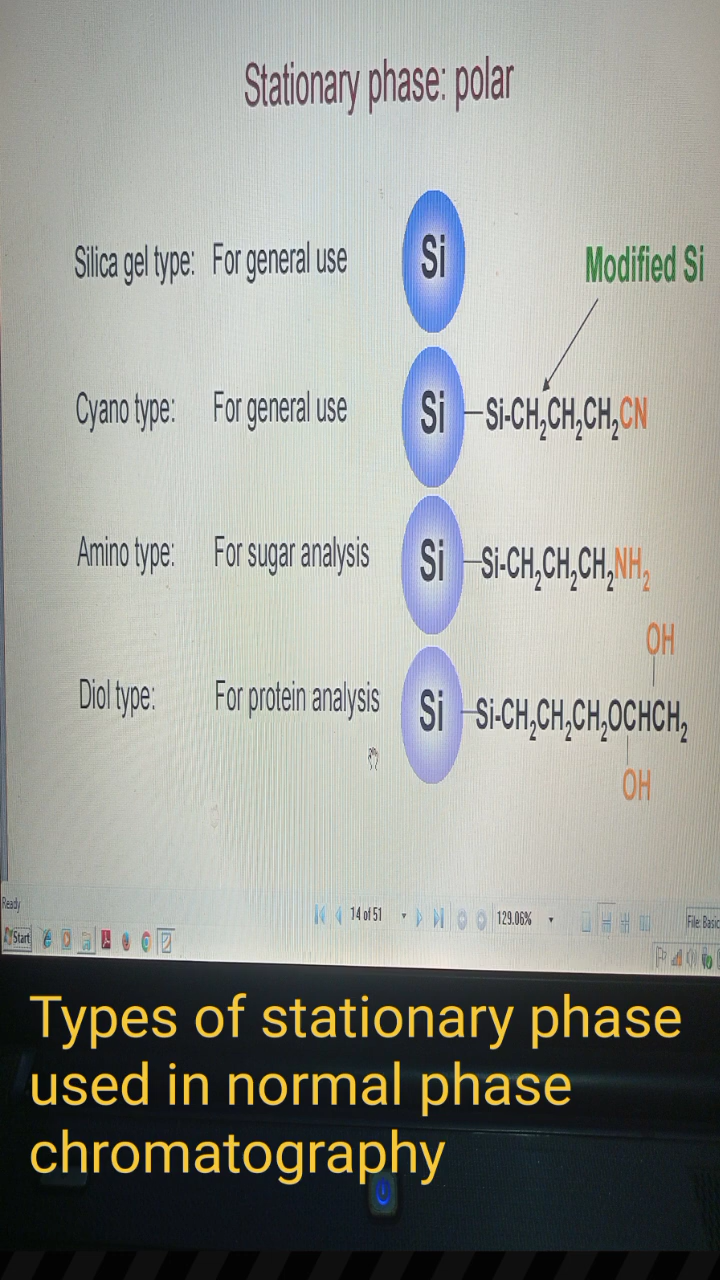 Stationary phase: polar
Silica gel type: For general use Si
Modified Si
Cyano type: For general use Si -Si-CH₂CH₂CH₂CN
Amino type: For sugar analysis Si -Si-CH₂CH₂CH₂NH₂
OH
Diol type: For protein analysis Si -Si-CH₂CH₂CH₂OCHCH₂
OH
Ready 14 of 51 129.06% File: Basic
Start
Types of stationary phase
used in normal phase
chromatography